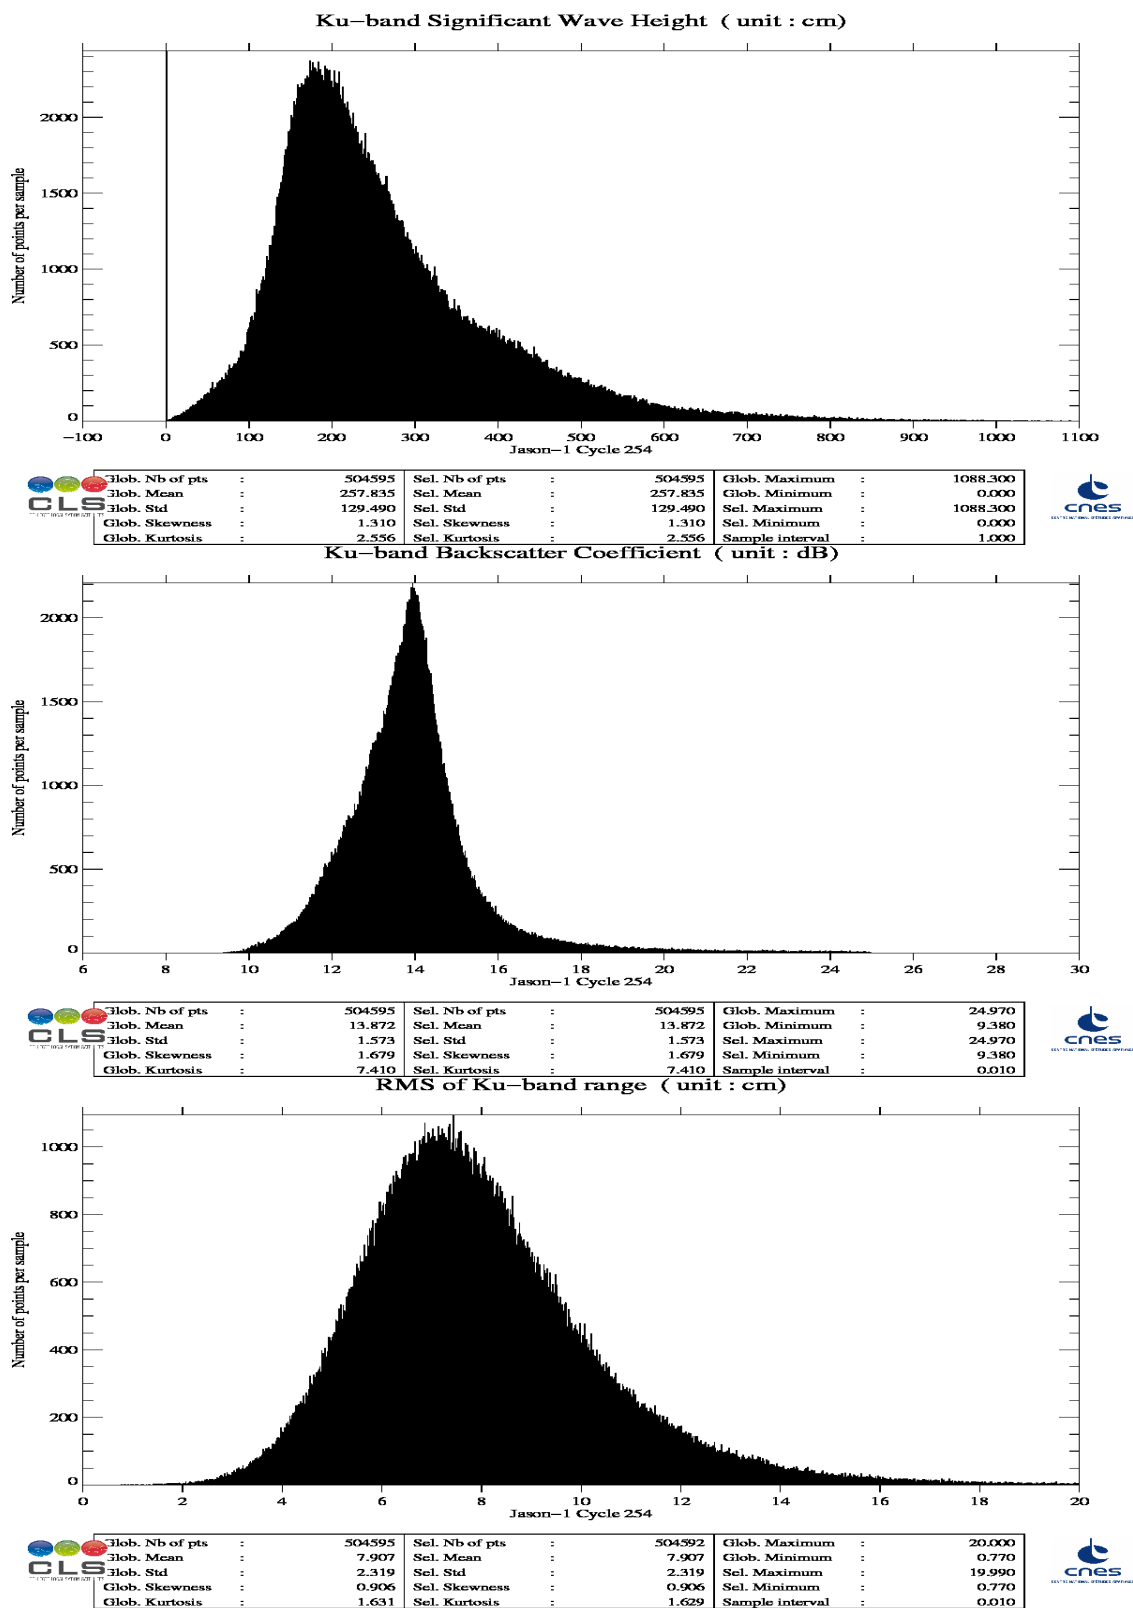 Ku-band Significant Wave Height ( unit : cm)
Number of points per sample
2000
1500
1000
500
0
-100 0 100 200 300 400 500 600 700 800 900 1000 1100
Jason-1 Cycle 254
CLS
cnes
Glob. Nb of pts : 504595 Sel. Nb of pts : 504595 Glob. Maximum : 1088.300
Glob. Mean : 257.835 Sel. Mean : 257.835 Glob. Minimum : 0.000
Glob. Std : 129.490 Sel. Std : 129.490 Sel. Maximum : 1088.300
Glob. Skewness : 1.310 Sel. Skewness : 1.310 Sel. Minimum : 0.000
Glob. Kurtosis : 2.556 Sel. Kurtosis : 2.556 Sample interval : 1.000
Ku-band Backscatter Coefficient ( unit : dB)
Number of points per sample
2000
1500
1000
500
0
6 8 10 12 14 16 18 20 22 24 26 28 30
Jason-1 Cycle 254
CLS
cnes
Glob. Nb of pts : 504595 Sel. Nb of pts : 504595 Glob. Maximum : 24.970
Glob. Mean : 13.872 Sel. Mean : 13.872 Glob. Minimum : 9.380
Glob. Std : 1.573 Sel. Std : 1.573 Sel. Maximum : 24.970
Glob. Skewness : 1.679 Sel. Skewness : 1.679 Sel. Minimum : 9.380
Glob. Kurtosis : 7.410 Sel. Kurtosis : 7.410 Sample interval : 0.010
RMS of Ku-band range ( unit : cm)
Number of points per sample
1000
800
600
400
200
0
0 2 4 6 8 10 12 14 16 18 20
Jason-1 Cycle 254
CLS
cnes
Glob. Nb of pts : 504595 Sel. Nb of pts : 504592 Glob. Maximum : 20.000
Glob. Mean : 7.907 Sel. Mean : 7.907 Glob. Minimum : 0.770
Glob. Std : 2.319 Sel. Std : 2.319 Sel. Maximum : 19.990
Glob. Skewness : 0.906 Sel. Skewness : 0.906 Sel. Minimum : 0.770
Glob. Kurtosis : 1.631 Sel. Kurtosis : 1.629 Sample interval : 0.010